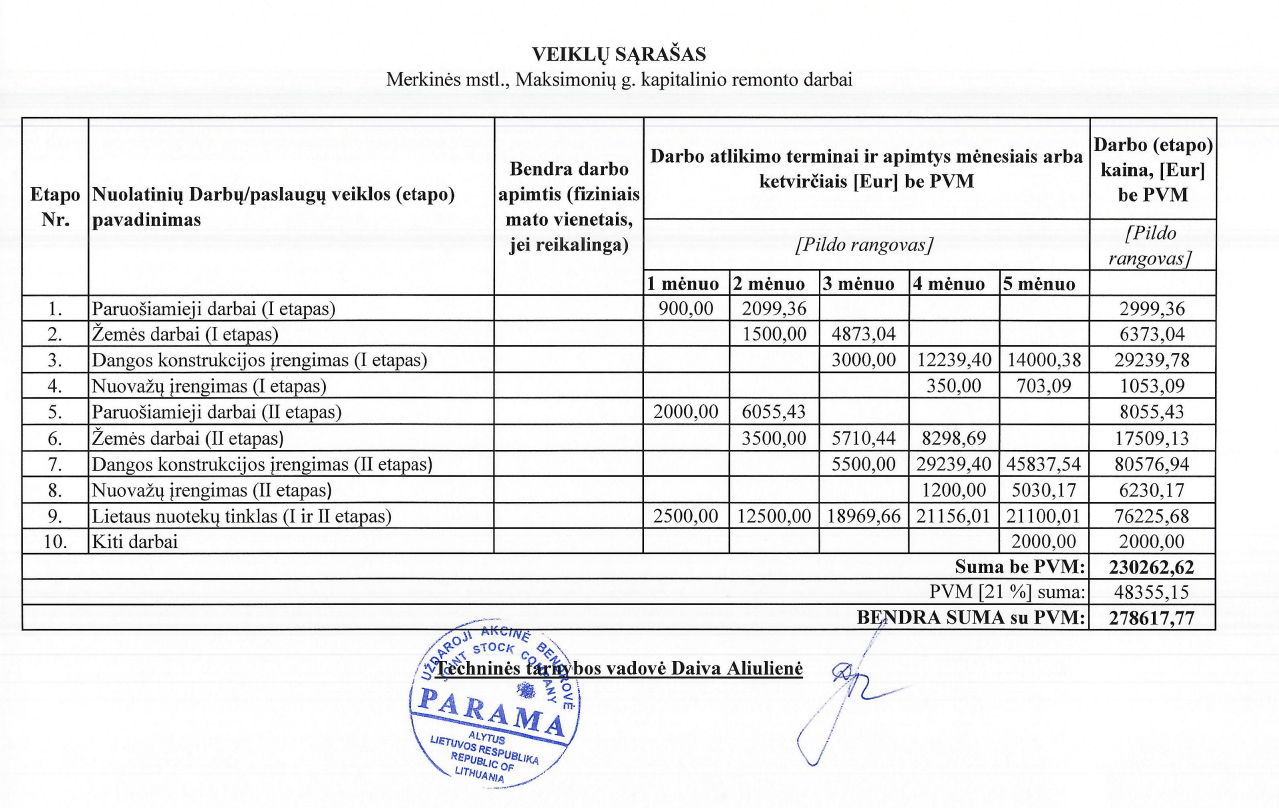 VEIKLŲ SĄRAŠAS
Merkinės mstl., Maksimonių g. kapitalinio remonto darbai
Etapo Nr.
Nuolatinių Darbų/paslaugų veiklos (etapo) pavadinimas
Bendra darbo apimtis (fiziniais mato vienetais, jei reikalinga)
Darbo atlikimo terminai ir apimtys mėnesiais arba ketvirčiais [Eur] be PVM
Darbo (etapo) kaina, [Eur] be PVM
[Pildo rangovas]
[Pildo rangovas]
1 mėnuo 2 mėnuo 3 mėnuo 4 mėnuo 5 mėnuo
1. Paruošiamieji darbai (I etapas) 900,00 2099,36 2999,36
2. Žemės darbai (I etapas) 1500,00 4873,04 6373,04
3. Dangos konstrukcijos įrengimas (I etapas) 3000,00 12239,40 14000,38 29239,78
4. Nuovažų įrengimas (I etapas) 350,00 703,09 1053,09
5. Paruošiamieji darbai (II etapas) 2000,00 6055,43 8055,43
6. Žemės darbai (II etapas) 3500,00 5710,44 8298,69 17509,13
7. Dangos konstrukcijos įrengimas (II etapas) 5500,00 29239,40 45837,54 80576,94
8. Nuovažų įrengimas (II etapas) 1200,00 5030,17 6230,17
9. Lietaus nuotekų tinklas (I ir II etapas) 2500,00 12500,00 18969,66 21156,01 21100,01 76225,68
10. Kiti darbai 2000,00 2000,00
Suma be PVM: 230262,62
PVM [21 %] suma: 48355,15
BENDRA SUMA su PVM: 278617,77
Techninės tarnybos vadovė Daiva Aliulienė
UŽDAROJI AKCINĖ BENDROVĖ
JOINT STOCK COMPANY
PARAMA
ALYTUS
LIETUVOS RESPUBLIKA
REPUBLIC OF
LITHUANIA